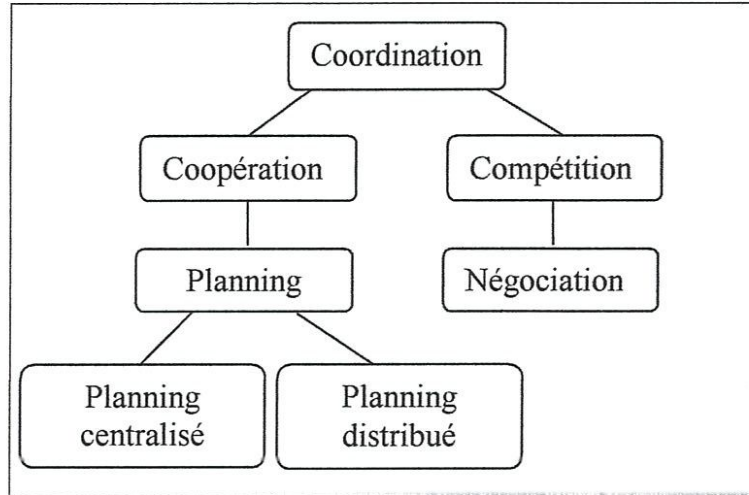 Coordination
Coopération
Compétition
Planning
Négociation
Planning
centralisé
Planning
distribué